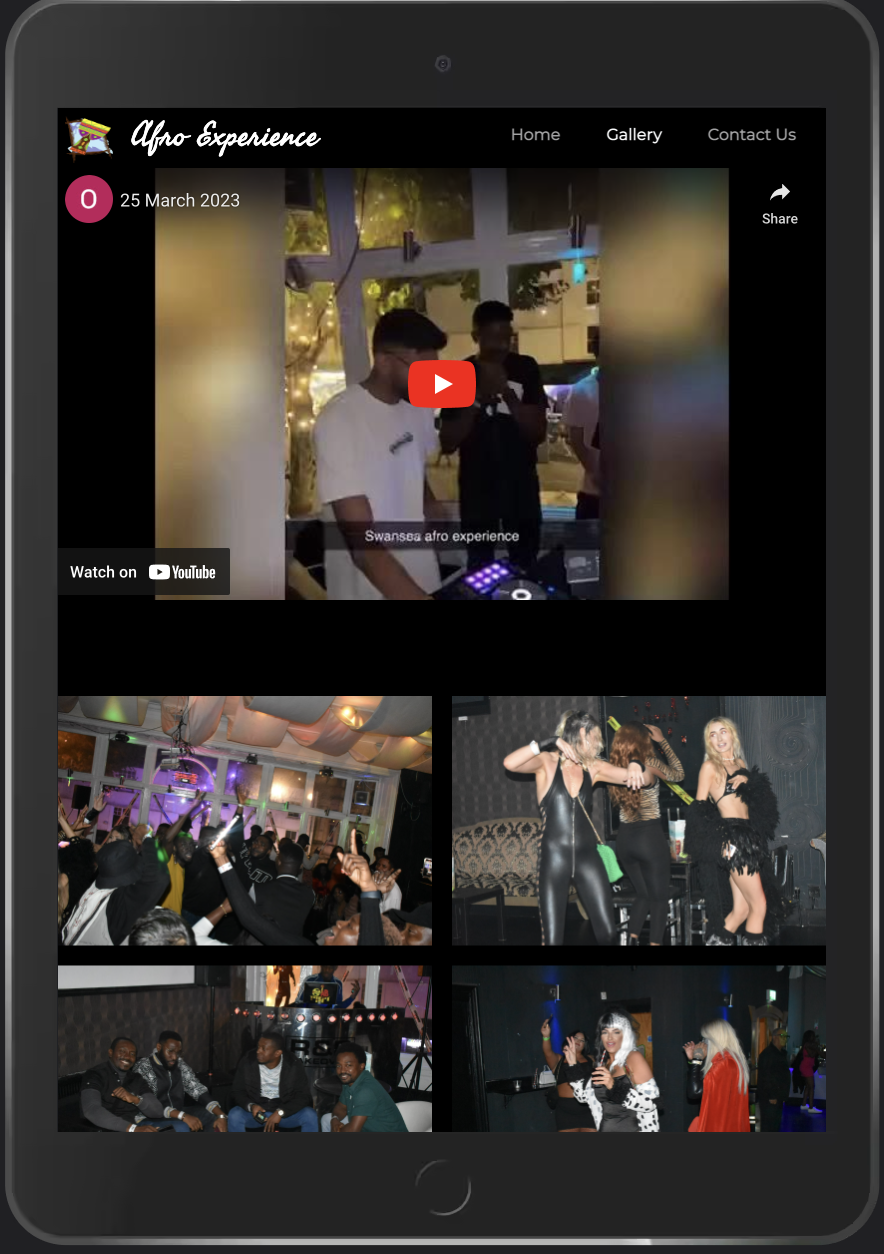 Afro Experience
Home
Gallery
Contact Us
O
25 March 2023
Share
Swansea afro experience
Watch on YouTube